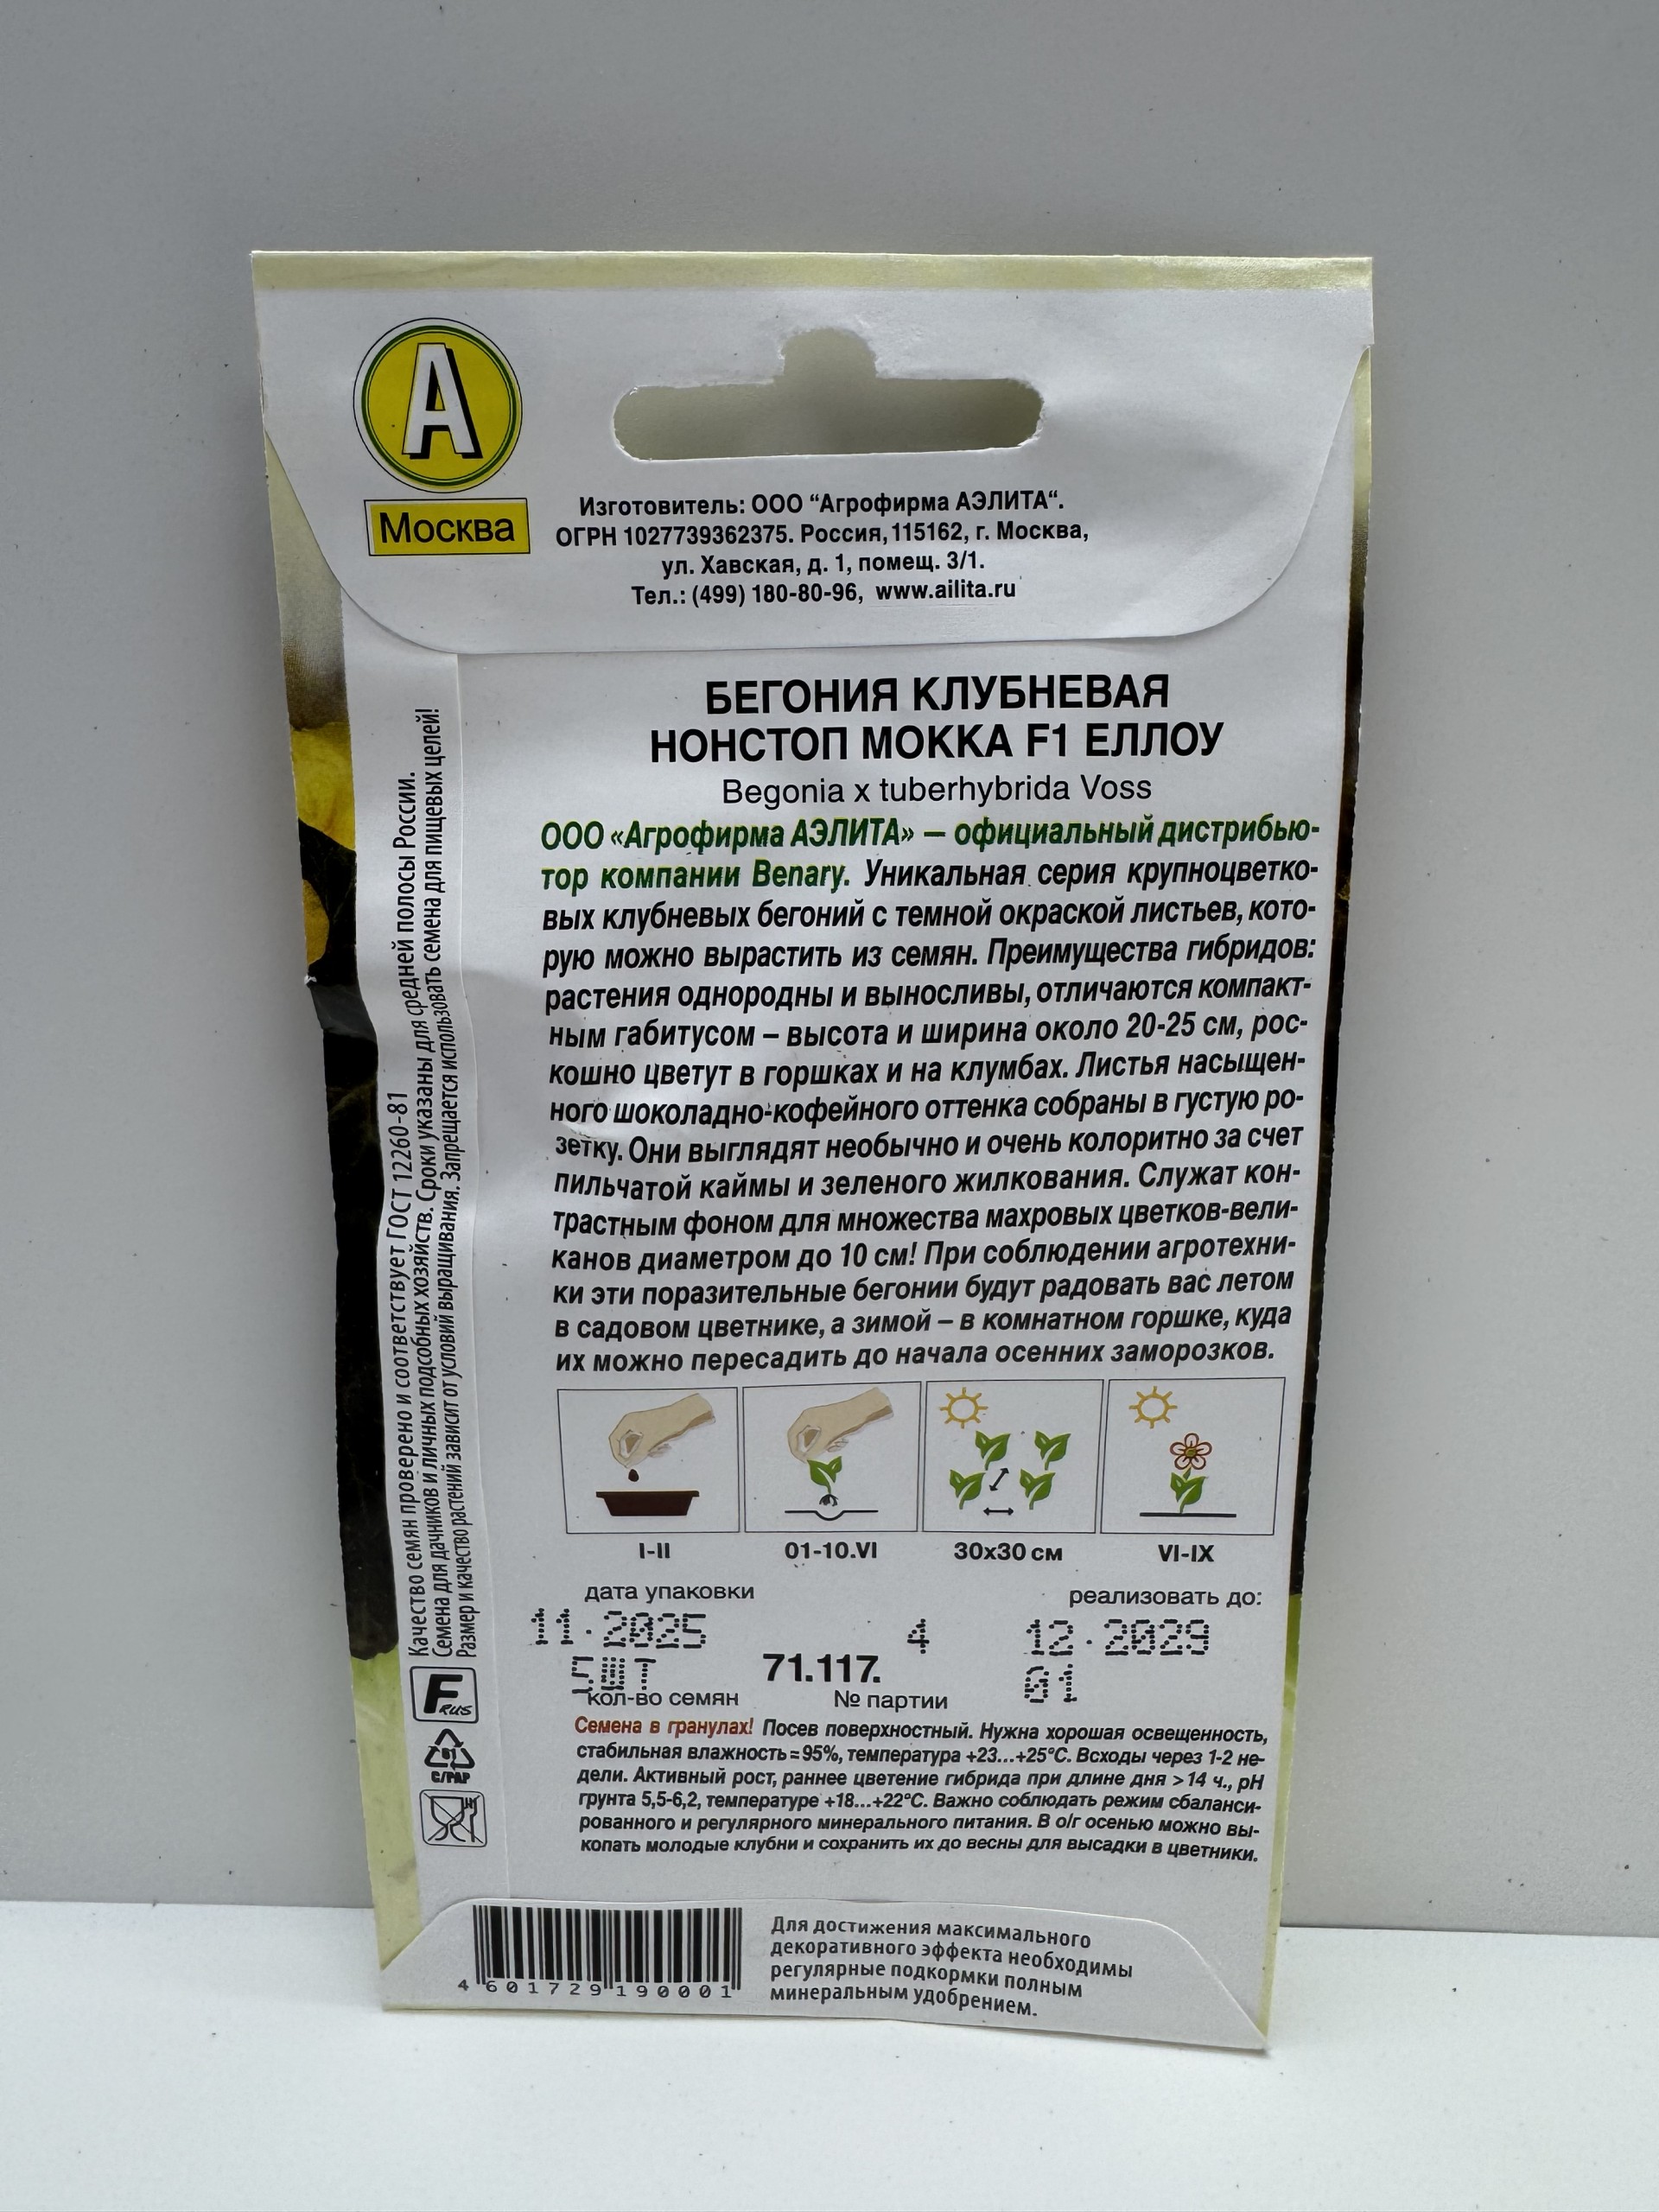 А
Москва
Изготовитель: ООО “Агрофирма АЭЛИТА“.
ОГРН 1027739362375. Россия, 115162, г. Москва,
ул. Хавская, д. 1, помещ. 3/1.
Тел.: (499) 180-80-96, www.ailita.ru
БЕГОНИЯ КЛУБНЕВАЯ
НОНСТОП МОККА F1 ЕЛЛОУ
Begonia x tuberhybrida Voss
ООО «Агрофирма АЭЛИТА» — официальный дистрибью-
тор компании Benary. Уникальная серия крупноцветко-
вых клубневых бегоний с темной окраской листьев, кото-
рую можно вырастить из семян. Преимущества гибридов:
растения однородны и выносливы, отличаются компакт-
ным габитусом – высота и ширина около 20-25 см, рос-
кошно цветут в горшках и на клумбах. Листья насыщен-
ного шоколадно-кофейного оттенка собраны в густую ро-
зетку. Они выглядят необычно и очень колоритно за счет
пильчатой каймы и зеленого жилкования. Служат кон-
трастным фоном для множества махровых цветков-вели-
канов диаметром до 10 см! При соблюдении агротехни-
ки эти поразительные бегонии будут радовать вас летом
в садовом цветнике, а зимой – в комнатном горшке, куда
их можно пересадить до начала осенних заморозков.
I-II 01-10.VI 30х30 см VI-IX
дата упаковки реализовать до:
11.2025 4 12.2029
5ШТ 71.117. 01
кол-во семян № партии
Семена в гранулах! Посев поверхностный. Нужна хорошая освещенность,
стабильная влажность = 95%, температура +23...+25°С. Всходы через 1-2 не-
дели. Активный рост, раннее цветение гибрида при длине дня > 14 ч., pH
грунта 5,5-6,2, температуре +18...+22°С. Важно соблюдать режим сбаланси-
рованного и регулярного минерального питания. В о/г осенью можно вы-
копать молодые клубни и сохранить их до весны для высадки в цветники.
Качество семян проверено и соответствует ГОСТ 12260-81
Семена для дачников и личных подсобных хозяйств. Сроки указаны для средней полосы России.
Размер и качество растений зависит от условий выращивания. Запрещается использовать семена для пищевых целей!
F RUS
81
C/PAP
4 601729 190001
Для достижения максимального
декоративного эффекта необходимы
регулярные подкормки полным
минеральным удобрением.